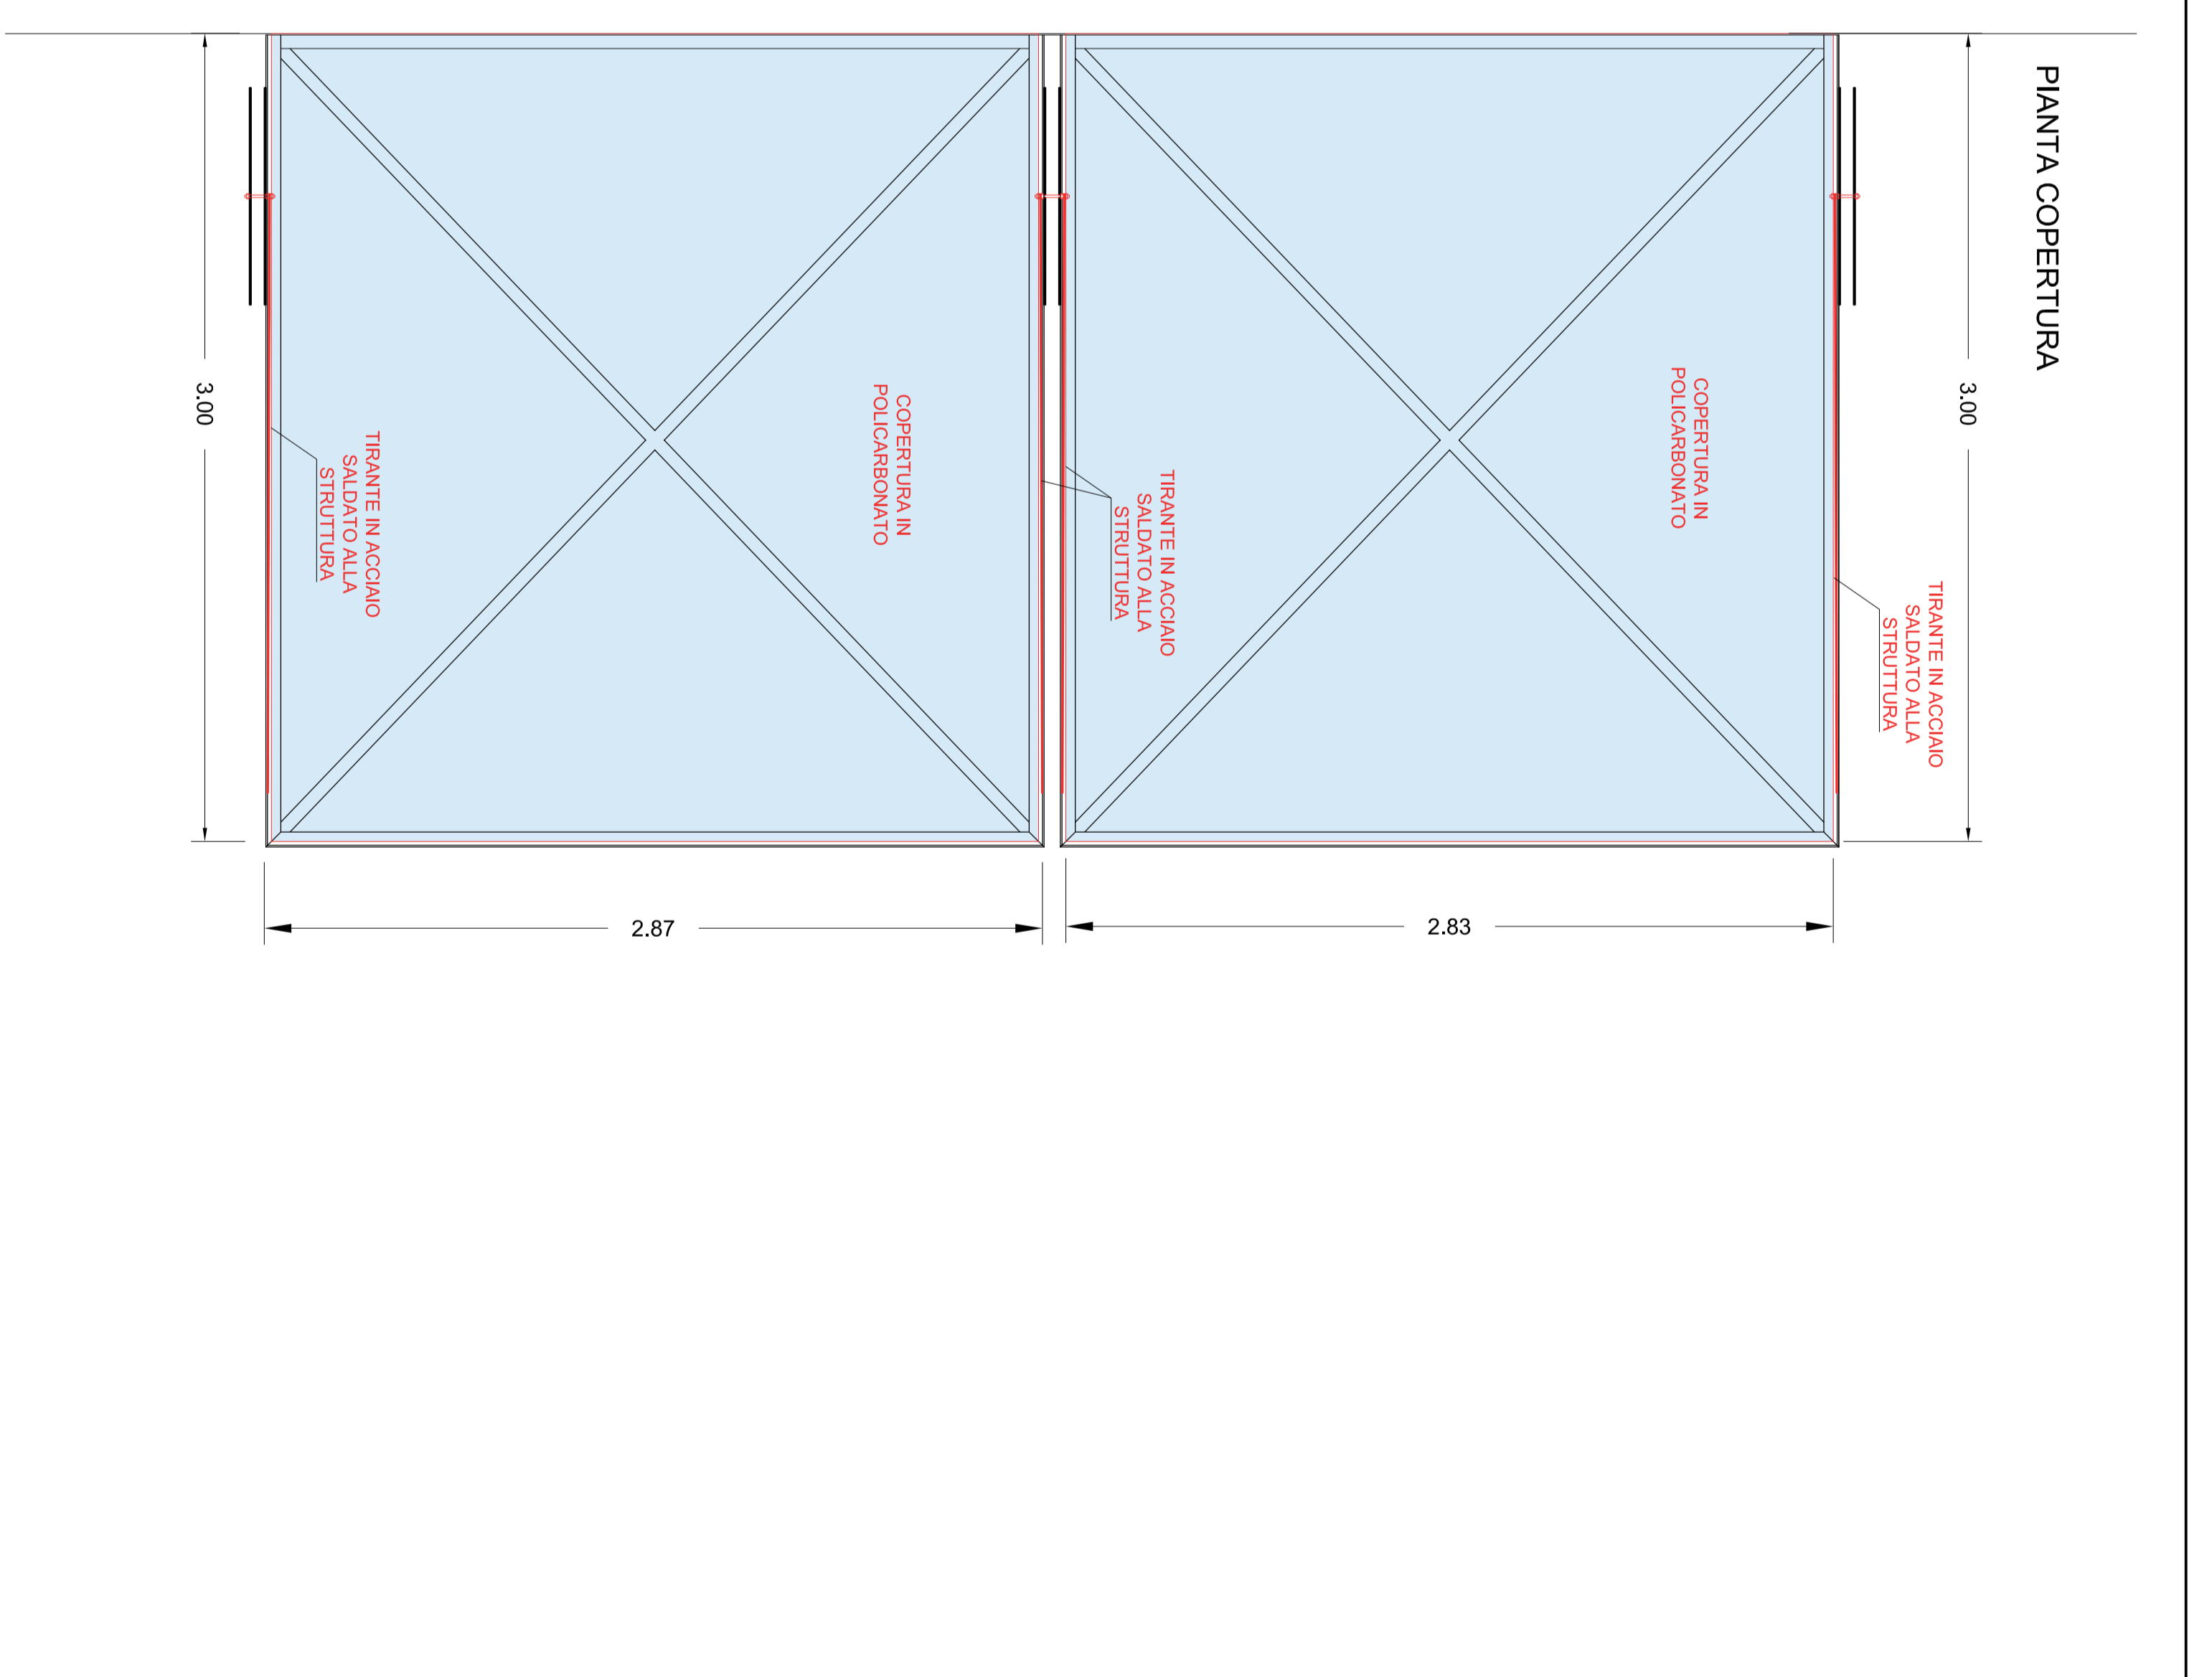 PIANTA COPERTURA
3.00
TIRANTE IN ACCIAIO
SALDATO ALLA
STRUTTURA
COPERTURA IN
POLICARBONATO
TIRANTE IN ACCIAIO
SALDATO ALLA
STRUTTURA
COPERTURA IN
POLICARBONATO
TIRANTE IN ACCIAIO
SALDATO ALLA
STRUTTURA
3.00
2.87
2.83